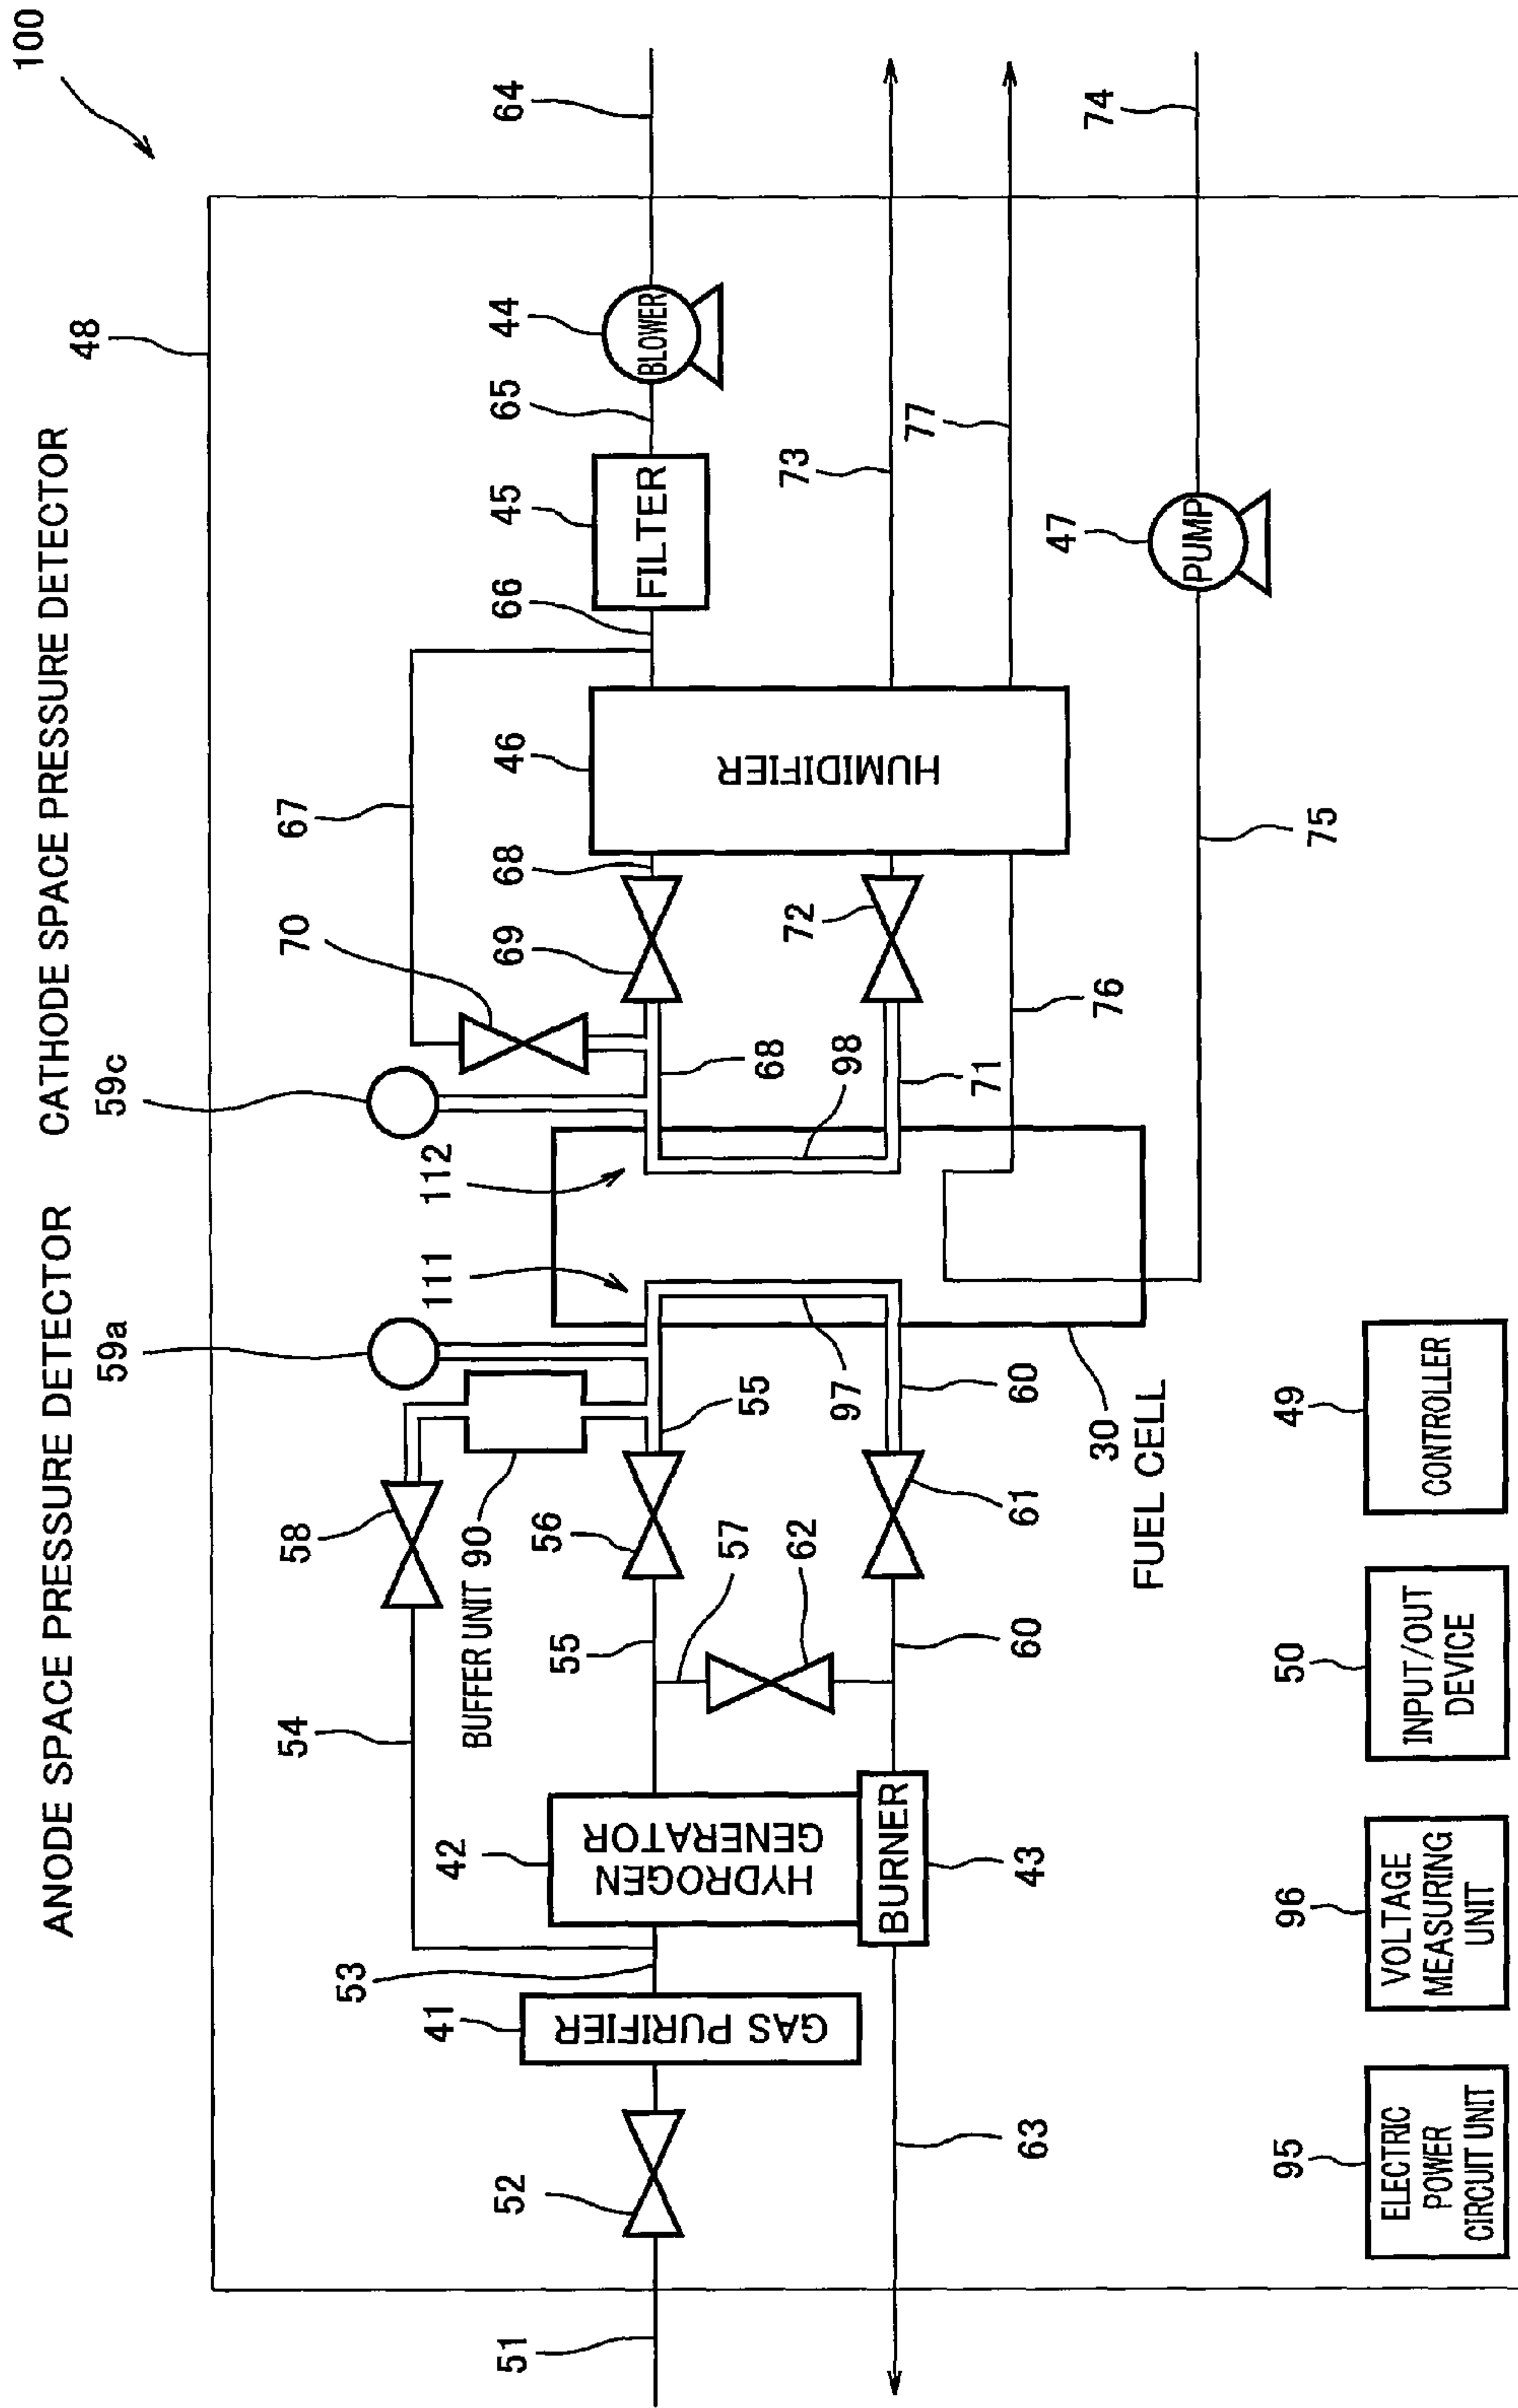 100
ANODE SPACE PRESSURE DETECTOR
CATHODE SPACE PRESSURE DETECTOR
48
59a
59c
54
58
BUFFER UNIT 90
111
112
70
67
51
52
41
GAS PURIFIER
53
42
HYDROGEN
GENERATOR
55
56
55
57
62
97
68
69
68
46
HUMIDIFIER
66
45
FILTER
65
44
BLOWER
64
98
72
73
77
63
43
BURNER
60
61
60
30
FUEL CELL
71
76
75
47
PUMP
74
95
ELECTRIC
POWER
CIRCUIT UNIT
96
VOLTAGE
MEASURING
UNIT
50
INPUT/OUT
DEVICE
49
CONTROLLER